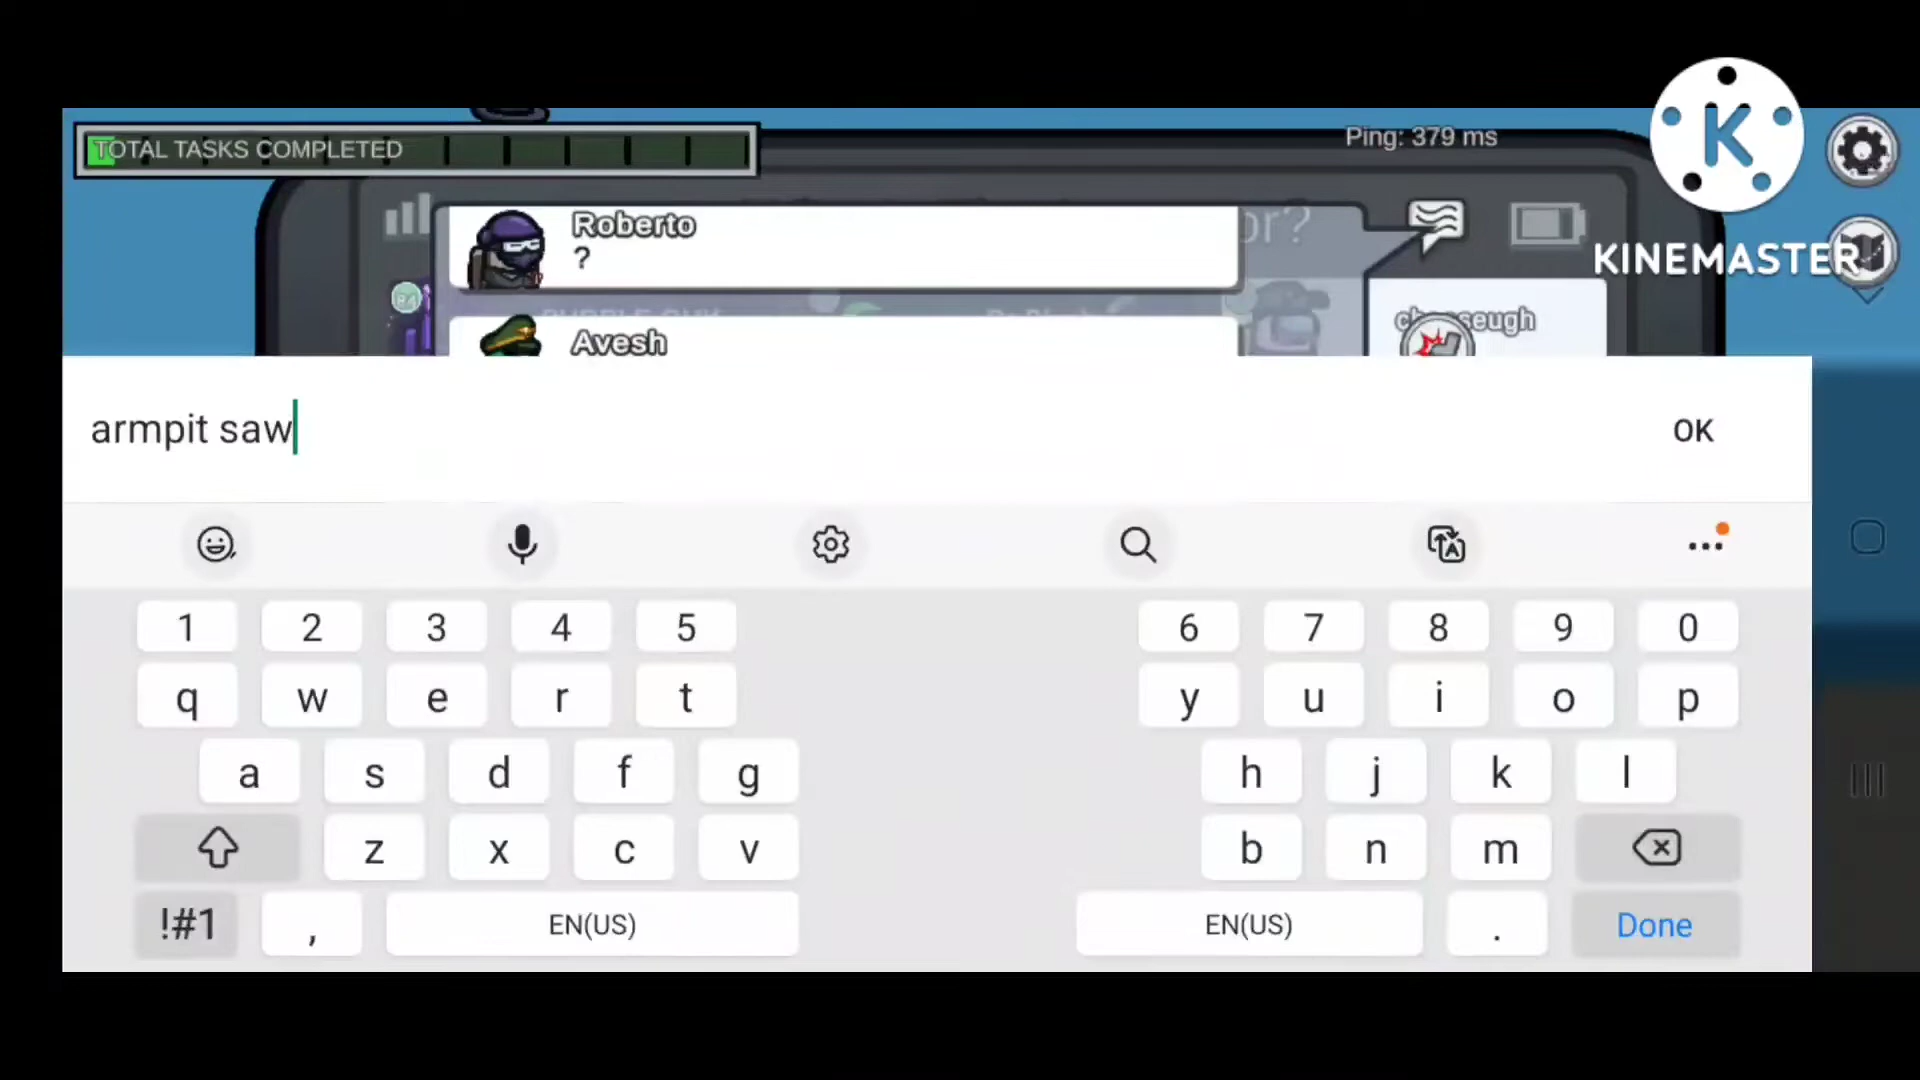 TOTAL TASKS COMPLETED
Ping: 379 ms
K
KINEMASTER
Roberto
or?
?
Avesh
armpit saw
OK
1 2 3 4 5 6 7 8 9 0
q w e r t y u i o p
a s d f g h j k l
z x c v b n m
!#1 , EN(US) EN(US) . Done